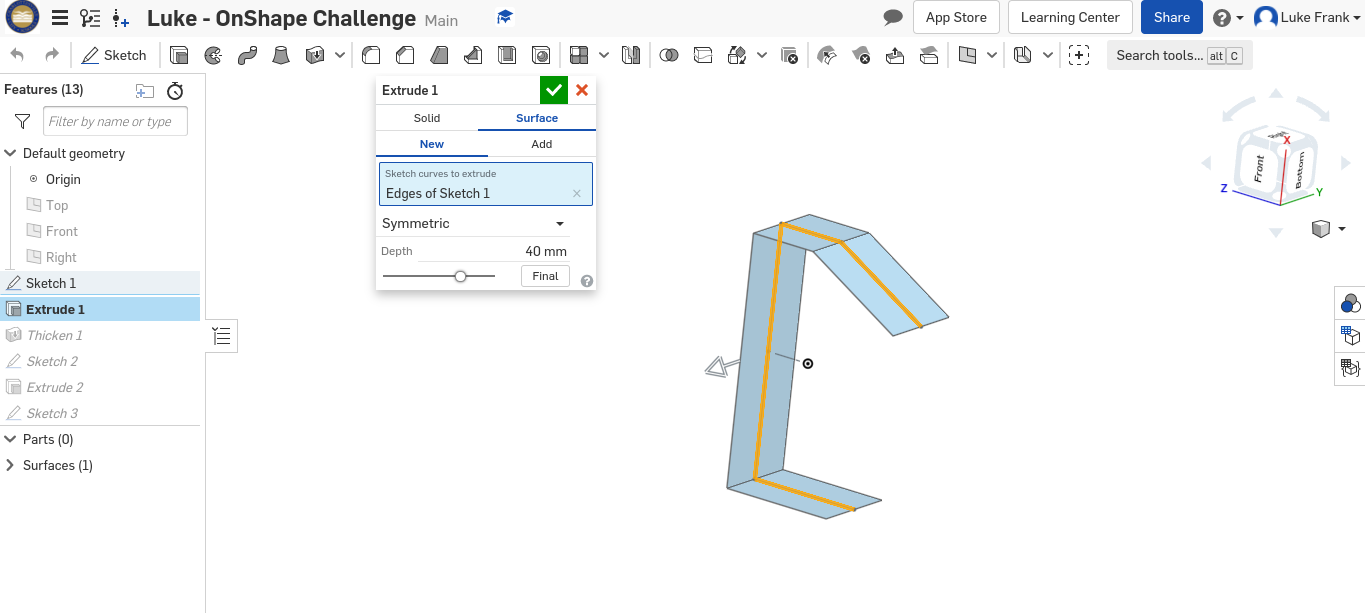 Luke - OnShape Challenge Main
App Store
Learning Center
Share
Luke Frank
Sketch
Search tools... alt C
Features (13)
Filter by name or type
Default geometry
Origin
Top
Front
Right
Sketch 1
Extrude 1
Thicken 1
Sketch 2
Extrude 2
Sketch 3
Parts (0)
Surfaces (1)
Extrude 1
Solid
Surface
New
Add
Sketch curves to extrude
Edges of Sketch 1
Symmetric
Depth 40 mm
Final
X
Front
Bottom
Z
Y